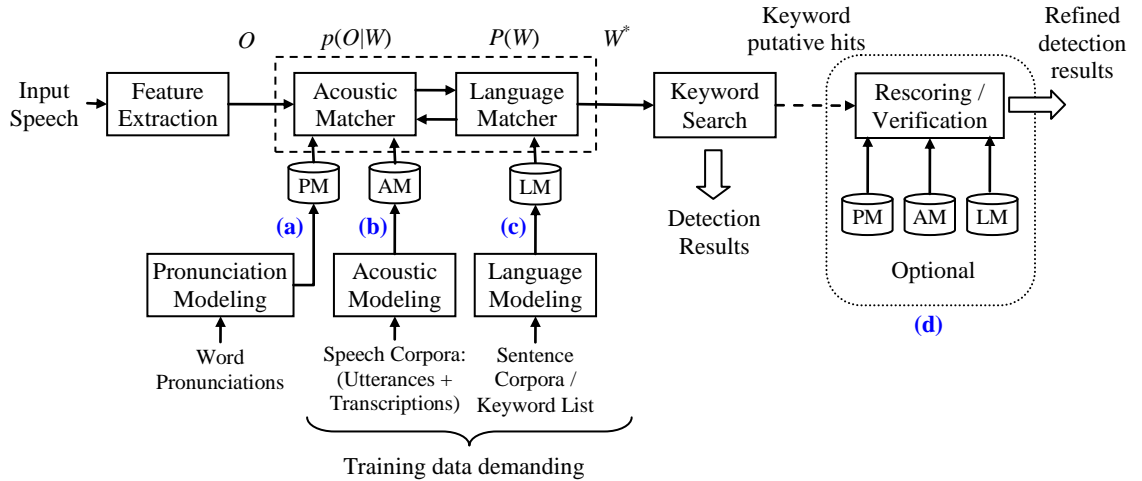 O
p(O|W)
P(W)
W*
Keyword
putative hits
Refined
detection
results
Input
Speech
Feature
Extraction
Acoustic
Matcher
Language
Matcher
Keyword
Search
Rescoring /
Verification
PM
AM
LM
(a)
(b)
(c)
Detection
Results
PM
AM
LM
Optional
(d)
Pronunciation
Modeling
Acoustic
Modeling
Language
Modeling
Word
Pronunciations
Speech Corpora:
(Utterances +
Transcriptions)
Sentence
Corpora /
Keyword List
Training data demanding